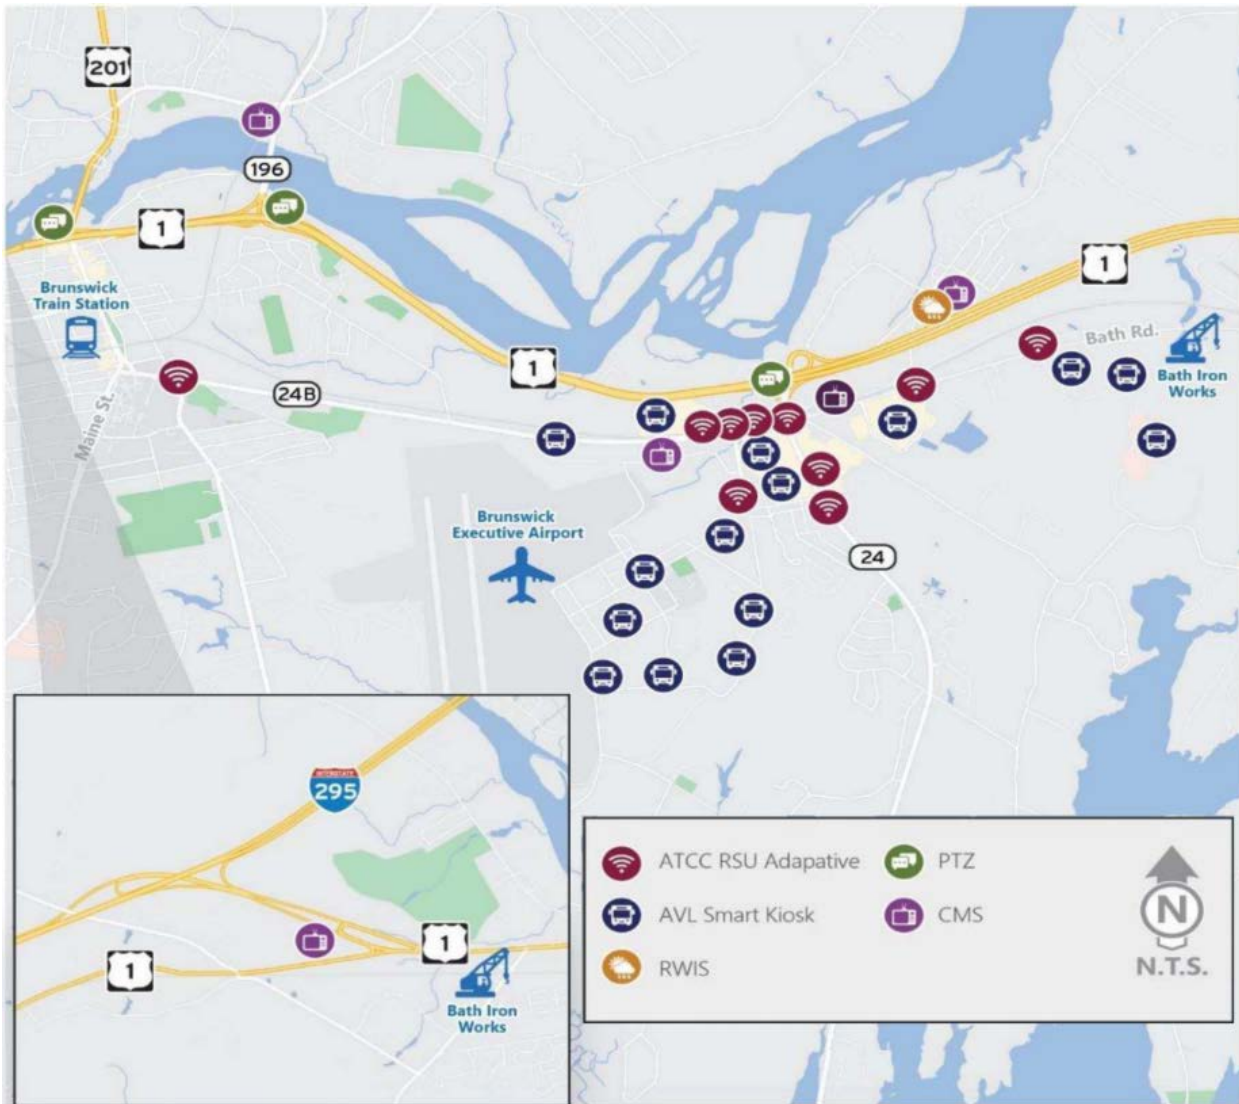 201
196
1
1
Brunswick
Train Station
Bath Rd.
Bath Iron
Works
1
24B
Maine St.
Brunswick
Executive Airport
24
INTERSTATE
295
1
1
Bath Iron
Works
ATCC RSU Adapative
PTZ
AVL Smart Kiosk
CMS
RWIS
N
N.T.S.